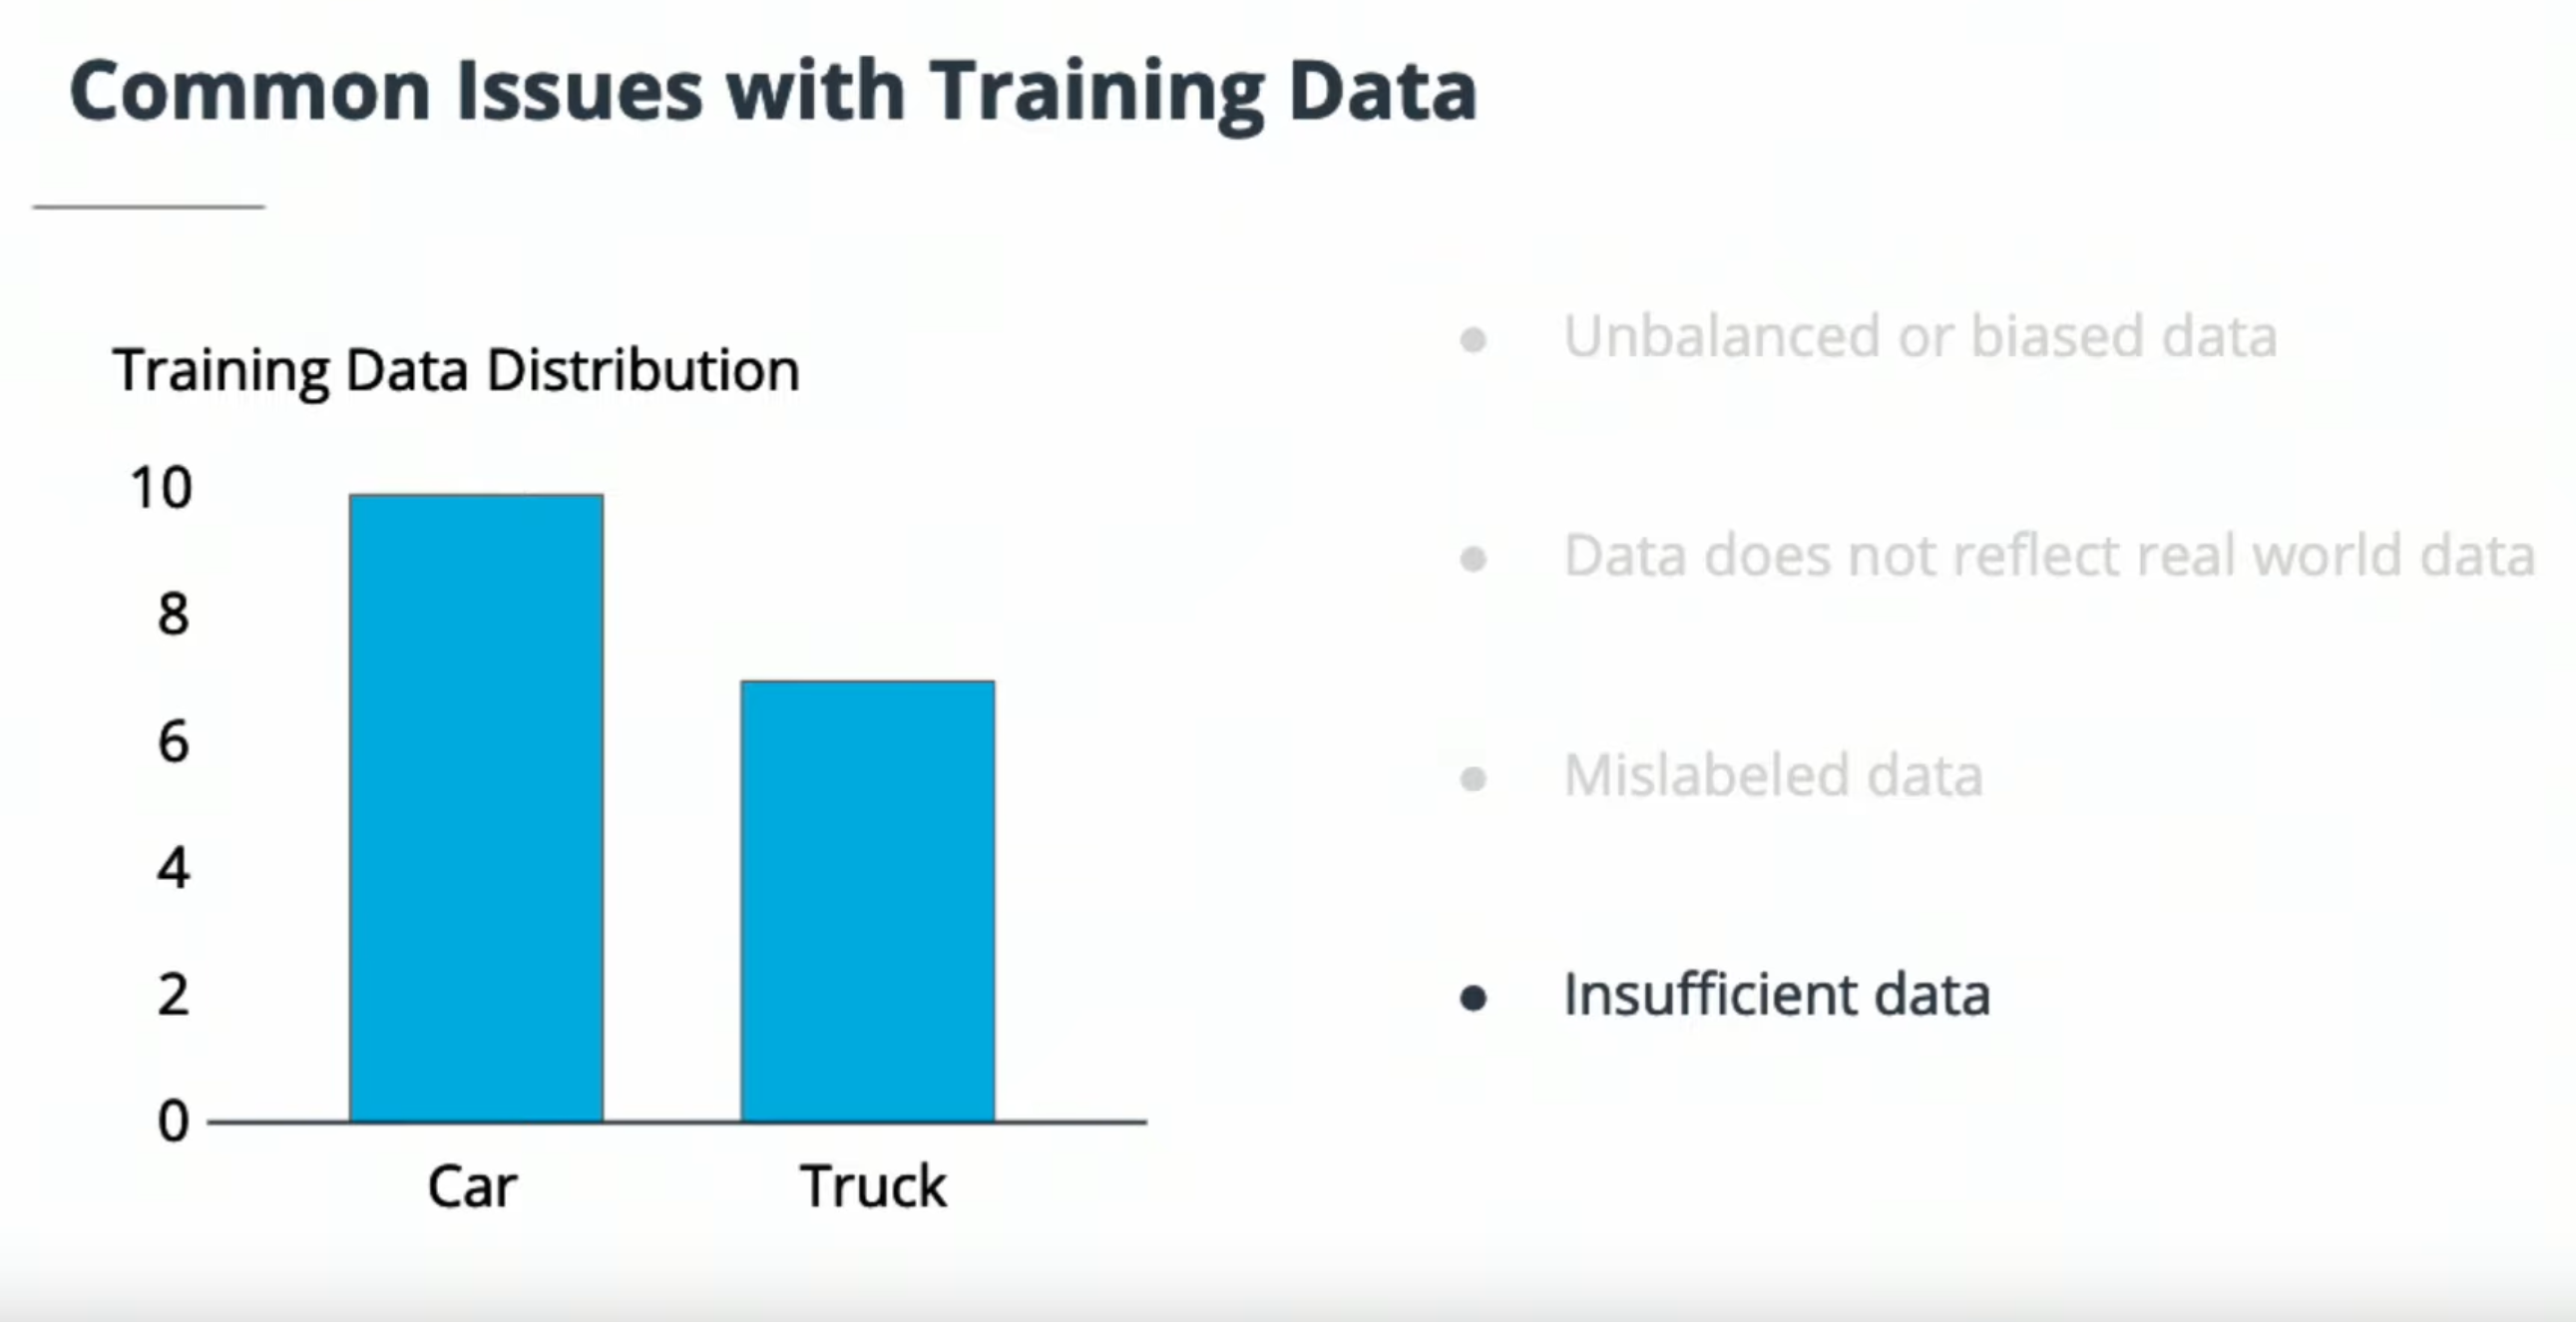 Common Issues with Training Data
Training Data Distribution
10
8
6
4
2
0
Car
Truck
• Unbalanced or biased data
• Data does not reflect real world data
• Mislabeled data
• Insufficient data